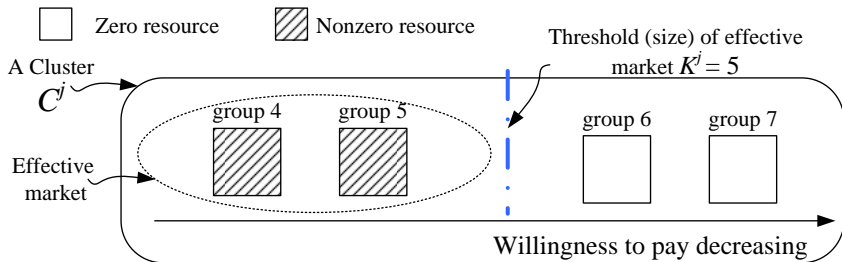 Zero resource
Nonzero resource
Threshold (size) of effective
market K^j = 5
A Cluster
C^j
group 4
group 5
group 6
group 7
Effective
market
Willingness to pay decreasing